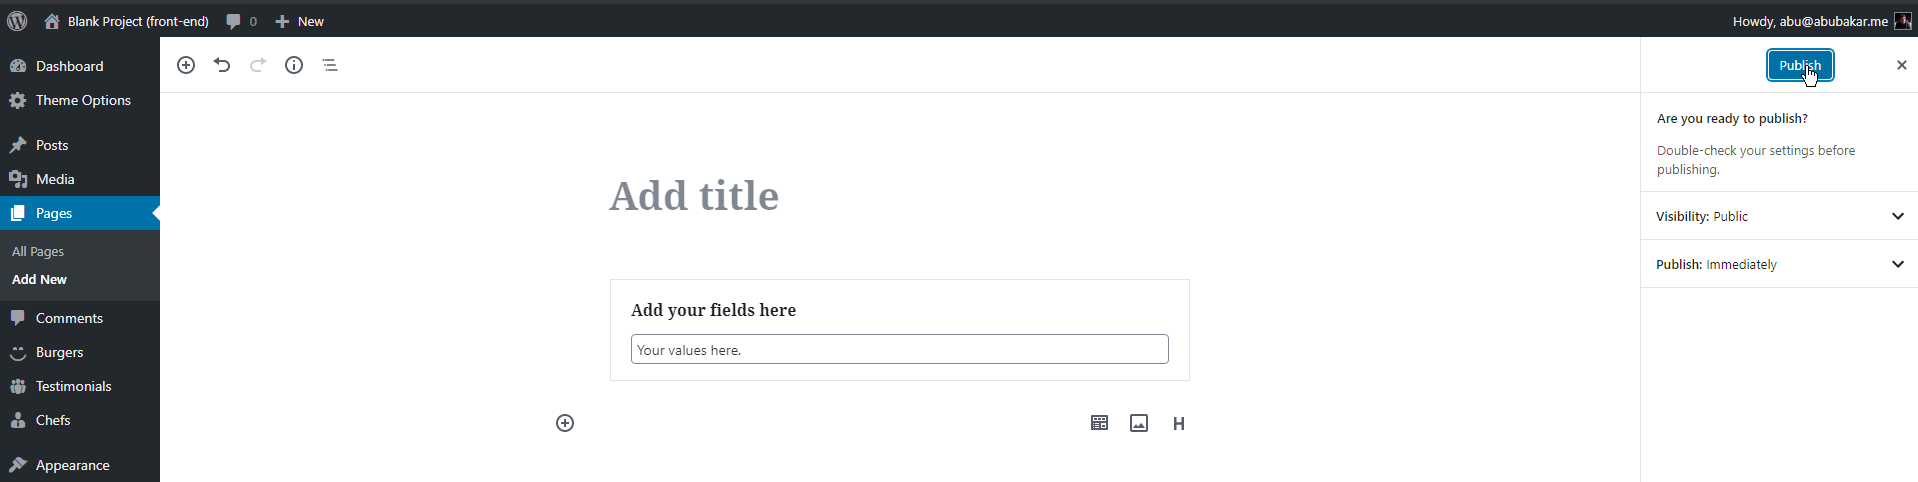 Blank Project (front-end) 0 New Howdy, abu@abubakar.me
Dashboard
Theme Options
Posts
Media
Pages
All Pages
Add New
Comments
Burgers
Testimonials
Chefs
Appearance
Add title
Add your fields here
Your values here.
H
Publish
Are you ready to publish?
Double-check your settings before
publishing.
Visibility: Public
Publish: Immediately